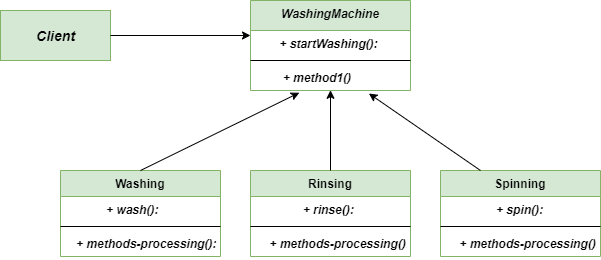 Client
WashingMachine
+ startWashing():
+ method1()
Washing
+ wash():
+ methods-processing():
Rinsing
+ rinse():
+ methods-processing()
Spinning
+ spin():
+ methods-processing()